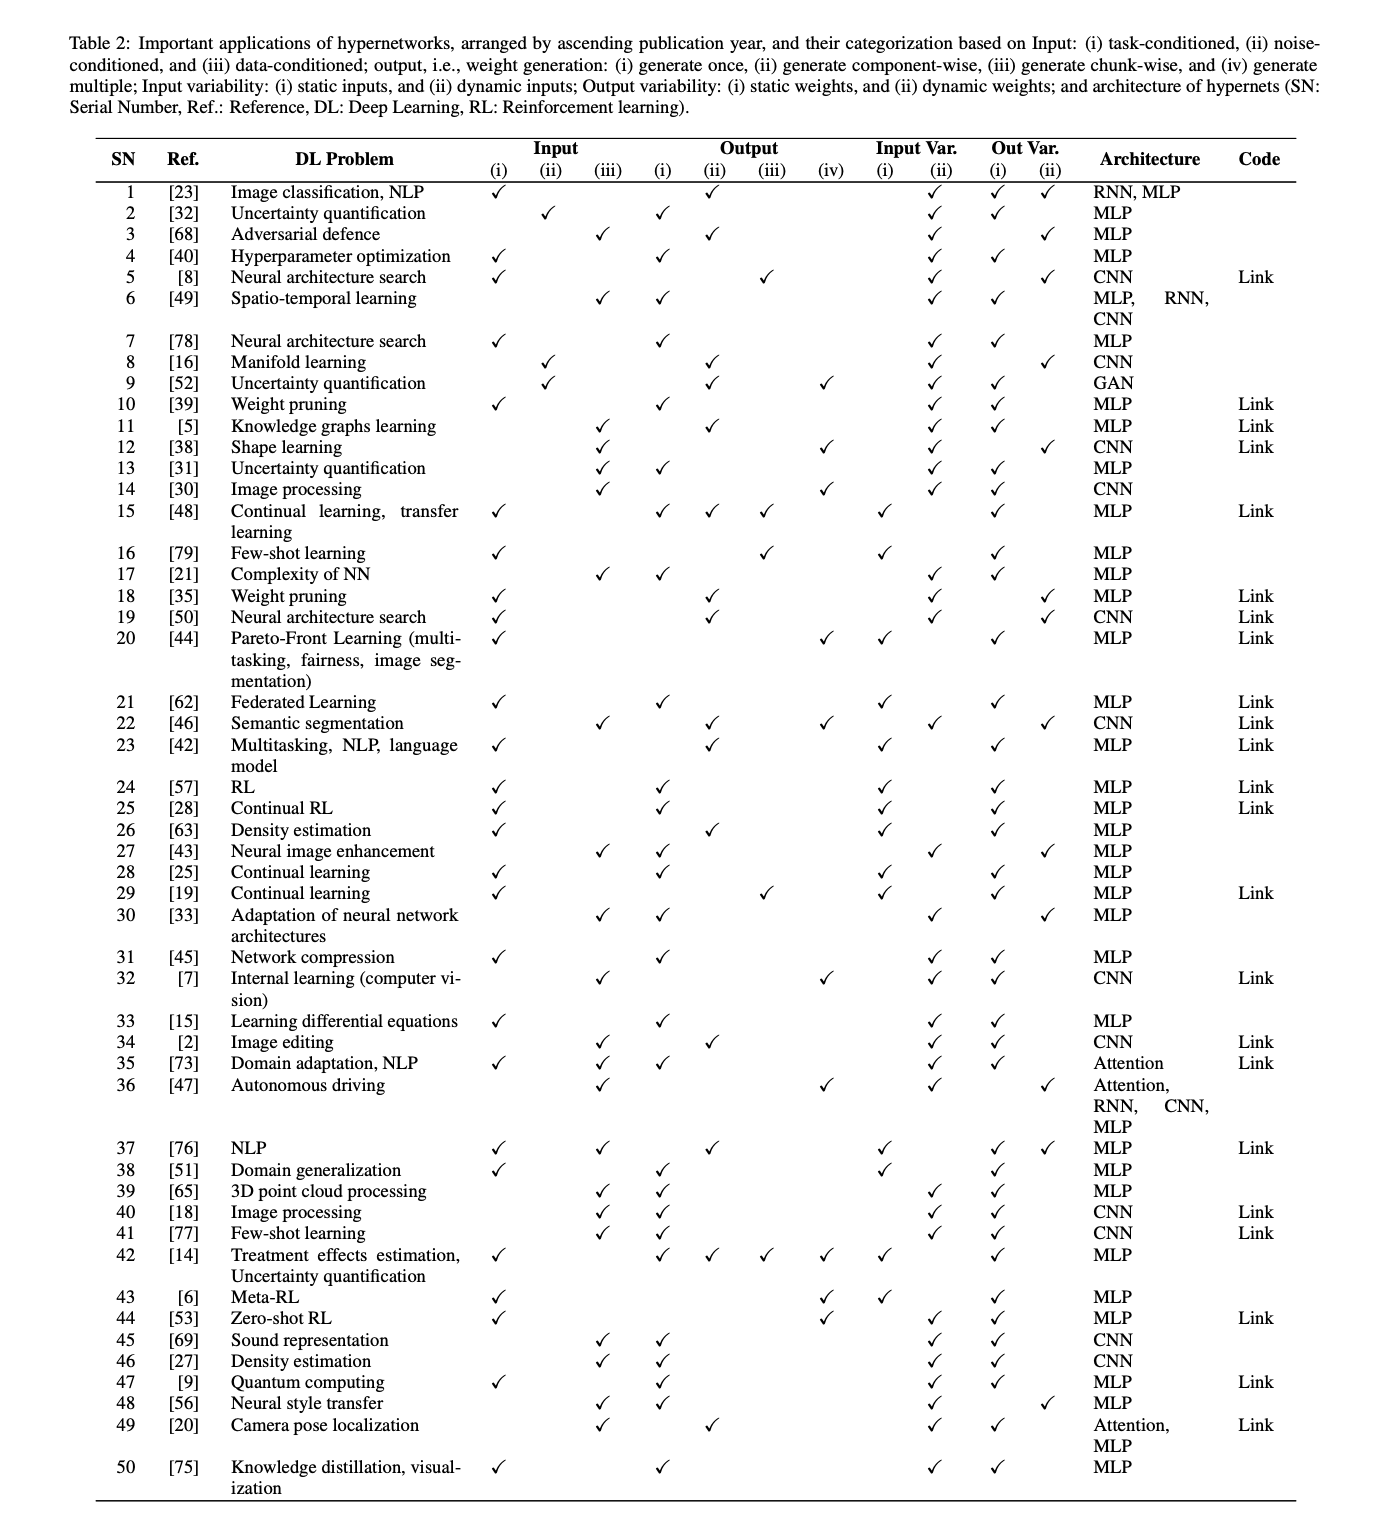 Table 2: Important applications of hypernetworks, arranged by ascending publication year, and their categorization based on Input: (i) task-conditioned, (ii) noise-
conditioned, and (iii) data-conditioned; output, i.e., weight generation: (i) generate once, (ii) generate component-wise, (iii) generate chunk-wise, and (iv) generate
multiple; Input variability: (i) static inputs, and (ii) dynamic inputs; Output variability: (i) static weights, and (ii) dynamic weights; and architecture of hypernets (SN:
Serial Number, Ref.: Reference, DL: Deep Learning, RL: Reinforcement learning).
SN Ref. DL Problem Input Output Input Var. Out Var. Architecture Code
(i) (ii) (iii) (i) (ii) (iii) (iv) (i) (ii) (i) (ii)
1 [23] Image classification, NLP ✓ ✓ ✓ ✓ ✓ RNN, MLP
2 [32] Uncertainty quantification ✓ ✓ ✓ ✓ MLP
3 [68] Adversarial defence ✓ ✓ ✓ ✓ MLP
4 [40] Hyperparameter optimization ✓ ✓ ✓ ✓ MLP
5 [8] Neural architecture search ✓ ✓ ✓ ✓ CNN Link
6 [49] Spatio-temporal learning ✓ ✓ ✓ ✓ MLP, RNN,
CNN
7 [78] Neural architecture search ✓ ✓ ✓ ✓ MLP
8 [16] Manifold learning ✓ ✓ ✓ ✓ CNN
9 [52] Uncertainty quantification ✓ ✓ ✓ ✓ ✓ GAN
10 [39] Weight pruning ✓ ✓ ✓ ✓ MLP Link
11 [5] Knowledge graphs learning ✓ ✓ ✓ ✓ MLP Link
12 [38] Shape learning ✓ ✓ ✓ ✓ CNN Link
13 [31] Uncertainty quantification ✓ ✓ ✓ ✓ MLP
14 [30] Image processing ✓ ✓ ✓ ✓ CNN
15 [48] Continual learning, transfer ✓ ✓ ✓ ✓ ✓ ✓ MLP Link
learning
16 [79] Few-shot learning ✓ ✓ ✓ ✓ MLP
17 [21] Complexity of NN ✓ ✓ ✓ ✓ MLP
18 [35] Weight pruning ✓ ✓ ✓ ✓ MLP Link
19 [50] Neural architecture search ✓ ✓ ✓ ✓ CNN Link
20 [44] Pareto-Front Learning (multi- ✓ ✓ ✓ ✓ MLP Link
tasking, fairness, image seg-
mentation)
21 [62] Federated Learning ✓ ✓ ✓ ✓ MLP Link
22 [46] Semantic segmentation ✓ ✓ ✓ ✓ ✓ CNN Link
23 [42] Multitasking, NLP, language ✓ ✓ ✓ ✓ MLP Link
model
24 [57] RL ✓ ✓ ✓ ✓ MLP Link
25 [28] Continual RL ✓ ✓ ✓ ✓ MLP Link
26 [63] Density estimation ✓ ✓ ✓ ✓ MLP
27 [43] Neural image enhancement ✓ ✓ ✓ ✓ MLP
28 [25] Continual learning ✓ ✓ ✓ ✓ MLP
29 [19] Continual learning ✓ ✓ ✓ ✓ MLP Link
30 [33] Adaptation of neural network ✓ ✓ ✓ ✓ MLP
architectures
31 [45] Network compression ✓ ✓ ✓ ✓ MLP
32 [7] Internal learning (computer vi- ✓ ✓ ✓ ✓ CNN Link
sion)
33 [15] Learning differential equations ✓ ✓ ✓ ✓ MLP
34 [2] Image editing ✓ ✓ ✓ ✓ CNN Link
35 [73] Domain adaptation, NLP ✓ ✓ ✓ ✓ ✓ Attention Link
36 [47] Autonomous driving ✓ ✓ ✓ ✓ Attention,
RNN, CNN,
MLP
37 [76] NLP ✓ ✓ ✓ ✓ ✓ ✓ MLP Link
38 [51] Domain generalization ✓ ✓ ✓ ✓ MLP
39 [65] 3D point cloud processing ✓ ✓ ✓ ✓ MLP
40 [18] Image processing ✓ ✓ ✓ ✓ CNN Link
41 [77] Few-shot learning ✓ ✓ ✓ ✓ CNN Link
42 [14] Treatment effects estimation, ✓ ✓ ✓ ✓ ✓ ✓ ✓ MLP
Uncertainty quantification
43 [6] Meta-RL ✓ ✓ ✓ ✓ MLP
44 [53] Zero-shot RL ✓ ✓ ✓ ✓ MLP Link
45 [69] Sound representation ✓ ✓ ✓ ✓ CNN
46 [27] Density estimation ✓ ✓ ✓ ✓ CNN
47 [9] Quantum computing ✓ ✓ ✓ ✓ MLP Link
48 [56] Neural style transfer ✓ ✓ ✓ ✓ MLP
49 [20] Camera pose localization ✓ ✓ ✓ ✓ Attention, Link
MLP
50 [75] Knowledge distillation, visual- ✓ ✓ ✓ ✓ MLP
ization